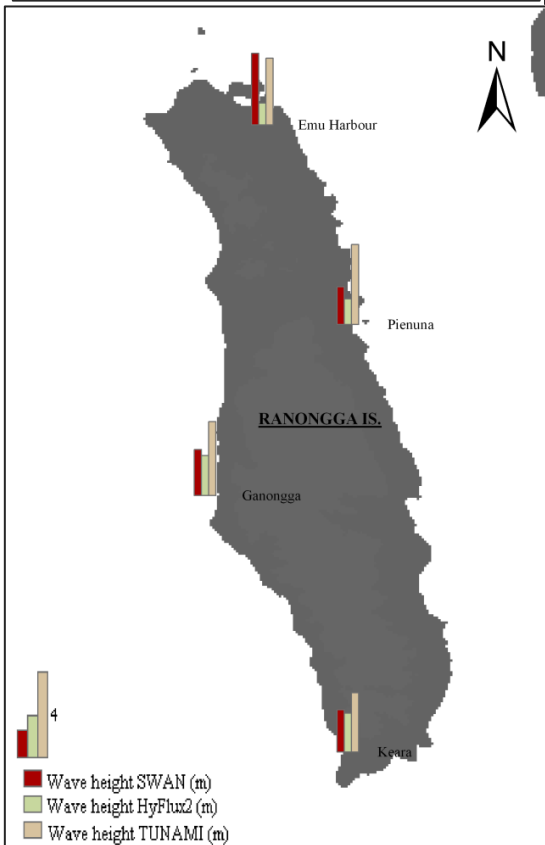 N
Emu Harbour
Pienuna
RANONGGA IS.
Ganongga
Keara
4
Wave height SWAN (m)
Wave height HyFlux2 (m)
Wave height TUNAMI (m)